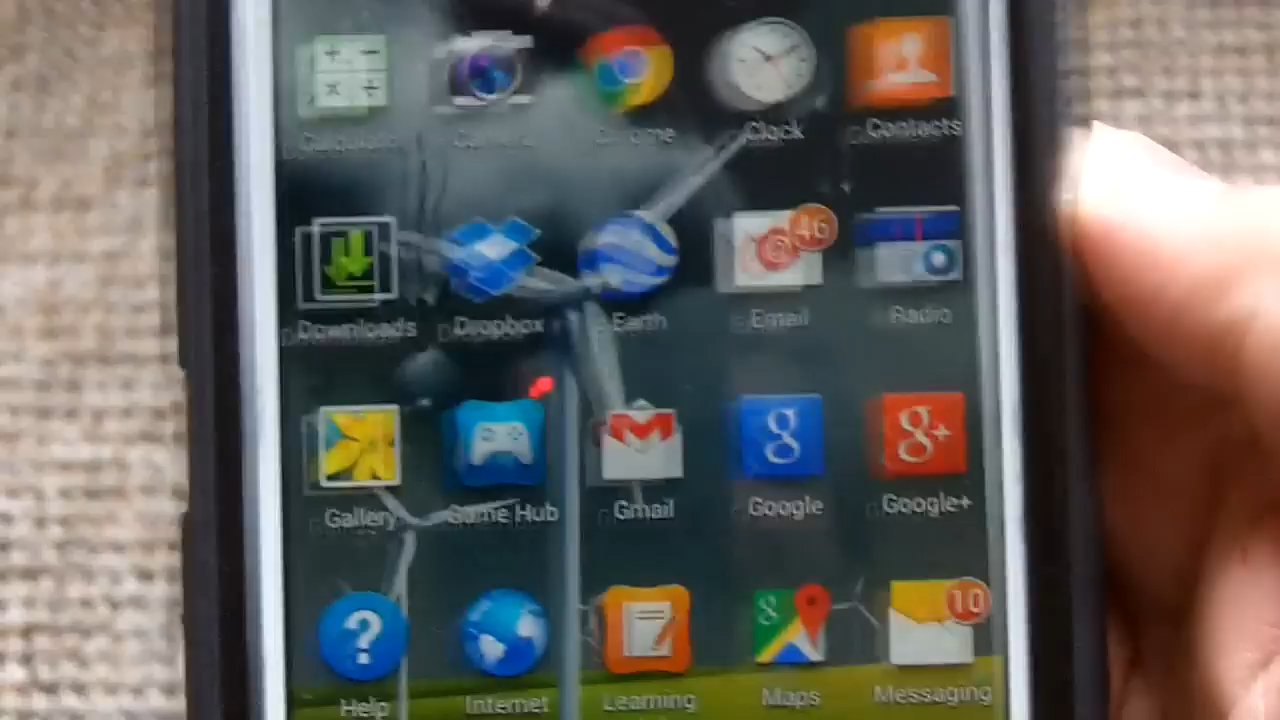 Clock
Contacts
46
Downloads
Dropbox
Earth
Email
Radio
g
g+
Gallery
Game Hub
Gmail
Google
Google+
?
g
10
Help
Internet
Learning
Maps
Messaging